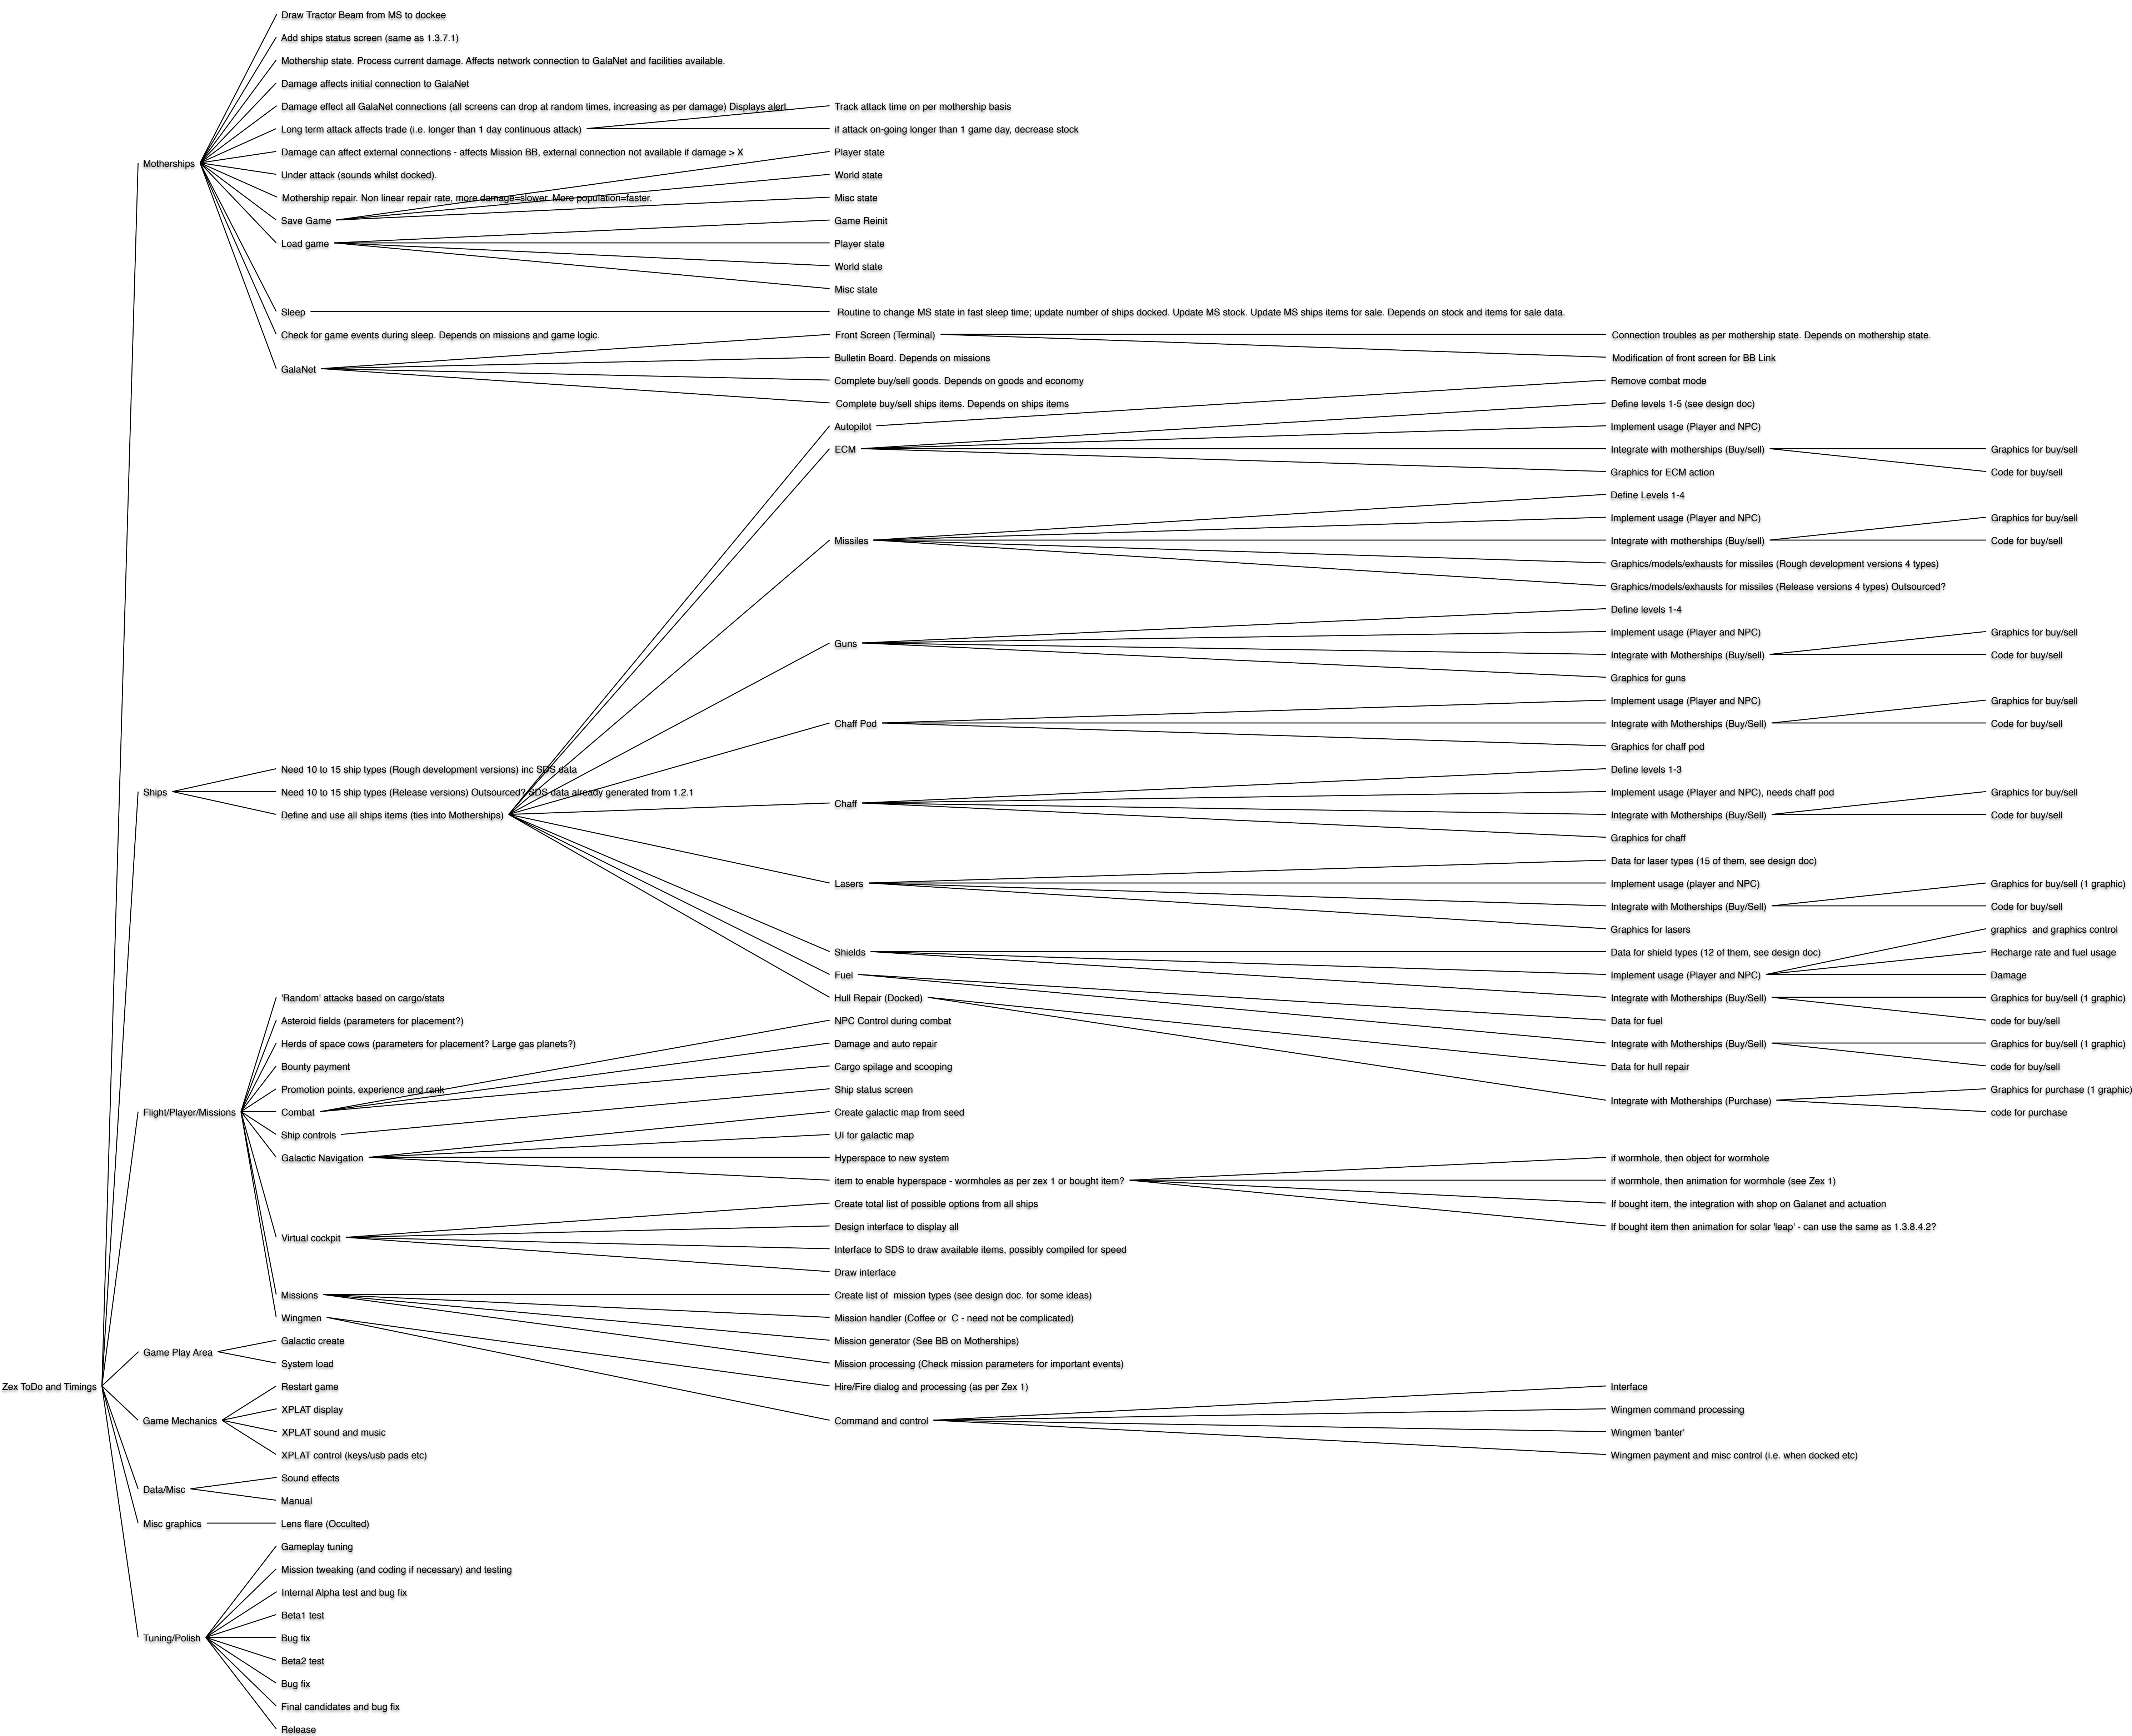 Zex ToDo and Timings
Motherships
Draw Tractor Beam from MS to dockee
Add ships status screen (same as 1.3.7.1)
Mothership state. Process current damage. Affects network connection to GalaNet and facilities available.
Damage affects initial connection to GalaNet
Damage effect all GalaNet connections (all screens can drop at random times, increasing as per damage) Displays alert.
Long term attack affects trade (i.e. longer than 1 day continuous attack)
Track attack time on per mothership basis
if attack on-going longer than 1 game day, decrease stock
Damage can affect external connections - affects Mission BB, external connection not available if damage > X
Under attack (sounds whilst docked).
Mothership repair. Non linear repair rate, more damage=slower. More population=faster.
Save Game
Player state
World state
Misc state
Load game
Game Reinit
Player state
World state
Misc state
Sleep
Routine to change MS state in fast sleep time; update number of ships docked. Update MS stock. Update MS ships items for sale. Depends on stock and items for sale data.
Check for game events during sleep. Depends on missions and game logic.
GalaNet
Front Screen (Terminal)
Connection troubles as per mothership state. Depends on mothership state.
Modification of front screen for BB Link
Bulletin Board. Depends on missions
Complete buy/sell goods. Depends on goods and economy
Complete buy/sell ships items. Depends on ships items
Ships
Need 10 to 15 ship types (Rough development versions) inc SDS data
Need 10 to 15 ship types (Release versions) Outsourced? SDS data already generated from 1.2.1
Define and use all ships items (ties into Motherships)
Autopilot
Remove combat mode
ECM
Define levels 1-5 (see design doc)
Implement usage (Player and NPC)
Integrate with motherships (Buy/sell)
Graphics for buy/sell
Code for buy/sell
Graphics for ECM action
Missiles
Define Levels 1-4
Implement usage (Player and NPC)
Integrate with motherships (Buy/sell)
Graphics for buy/sell
Code for buy/sell
Graphics/models/exhausts for missiles (Rough development versions 4 types)
Graphics/models/exhausts for missiles (Release versions 4 types) Outsourced?
Guns
Define levels 1-4
Implement usage (Player and NPC)
Integrate with Motherships (Buy/sell)
Graphics for buy/sell
Code for buy/sell
Graphics for guns
Chaff Pod
Implement usage (Player and NPC)
Integrate with Motherships (Buy/Sell)
Graphics for buy/sell
Code for buy/sell
Graphics for chaff pod
Chaff
Define levels 1-3
Implement usage (Player and NPC), needs chaff pod
Integrate with Motherships (Buy/Sell)
Graphics for buy/sell
Code for buy/sell
Graphics for chaff
Lasers
Data for laser types (15 of them, see design doc)
Implement usage (player and NPC)
Integrate with Motherships (Buy/Sell)
Graphics for buy/sell (1 graphic)
Code for buy/sell
Graphics for lasers
Shields
Data for shield types (12 of them, see design doc)
Implement usage (Player and NPC)
graphics  and graphics control
Recharge rate and fuel usage
Damage
Integrate with Motherships (Buy/Sell)
Graphics for buy/sell (1 graphic)
code for buy/sell
Fuel
Data for fuel
Integrate with Motherships (Buy/Sell)
Graphics for buy/sell (1 graphic)
code for buy/sell
Hull Repair (Docked)
Data for hull repair
Integrate with Motherships (Purchase)
Graphics for purchase (1 graphic)
code for purchase
Flight/Player/Missions
'Random' attacks based on cargo/stats
Asteroid fields (parameters for placement?)
Herds of space cows (parameters for placement? Large gas planets?)
Bounty payment
Promotion points, experience and rank
Combat
NPC Control during combat
Damage and auto repair
Cargo spilage and scooping
Ship controls
Ship status screen
Galactic Navigation
Create galactic map from seed
UI for galactic map
Hyperspace to new system
item to enable hyperspace - wormholes as per zex 1 or bought item?
if wormhole, then object for wormhole
if wormhole, then animation for wormhole (see Zex 1)
If bought item, the integration with shop on Galanet and actuation
If bought item then animation for solar 'leap' - can use the same as 1.3.8.4.2?
Virtual cockpit
Create total list of possible options from all ships
Design interface to display all
Interface to SDS to draw available items, possibly compiled for speed
Draw interface
Missions
Create list of  mission types (see design doc. for some ideas)
Mission handler (Coffee or  C - need not be complicated)
Mission generator (See BB on Motherships)
Mission processing (Check mission parameters for important events)
Wingmen
Hire/Fire dialog and processing (as per Zex 1)
Command and control
Interface
Wingmen command processing
Wingmen 'banter'
Wingmen payment and misc control (i.e. when docked etc)
Game Play Area
Galactic create
System load
Game Mechanics
Restart game
XPLAT display
XPLAT sound and music
XPLAT control (keys/usb pads etc)
Data/Misc
Sound effects
Manual
Misc graphics
Lens flare (Occulted)
Tuning/Polish
Gameplay tuning
Mission tweaking (and coding if necessary) and testing
Internal Alpha test and bug fix
Beta1 test
Bug fix
Beta2 test
Bug fix
Final candidates and bug fix
Release